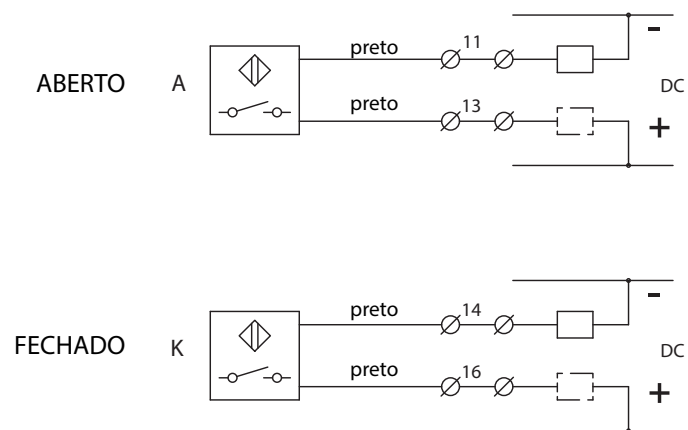 preto 11 -
ABERTO A DC
preto 13 +
preto 14 -
FECHADO K DC
preto 16 +